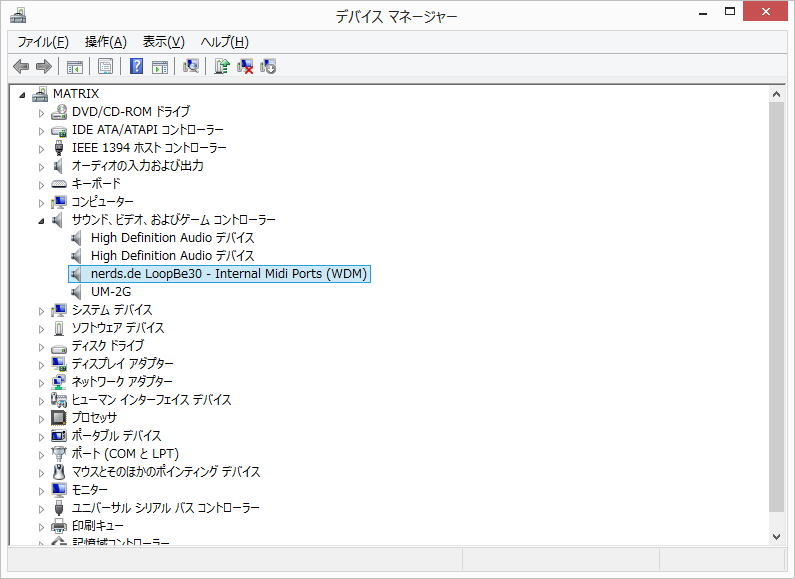 デバイス マネージャー
ファイル(F) 操作(A) 表示(V) ヘルプ(H)
MATRIX
DVD/CD-ROM ドライブ
IDE ATA/ATAPI コントローラー
IEEE 1394 ホスト コントローラー
オーディオの入力および出力
キーボード
コンピューター
サウンド、ビデオ、およびゲーム コントローラー
High Definition Audio デバイス
High Definition Audio デバイス
nerds.de LoopBe30 - Internal Midi Ports (WDM)
UM-2G
システム デバイス
ソフトウェア デバイス
ディスク ドライブ
ディスプレイ アダプター
ネットワーク アダプター
ヒューマン インターフェイス デバイス
プロセッサ
ポータブル デバイス
ポート (COM と LPT)
マウスとそのほかのポインティング デバイス
モニター
ユニバーサル シリアル バス コントローラー
印刷キュー
記憶域コントローラー